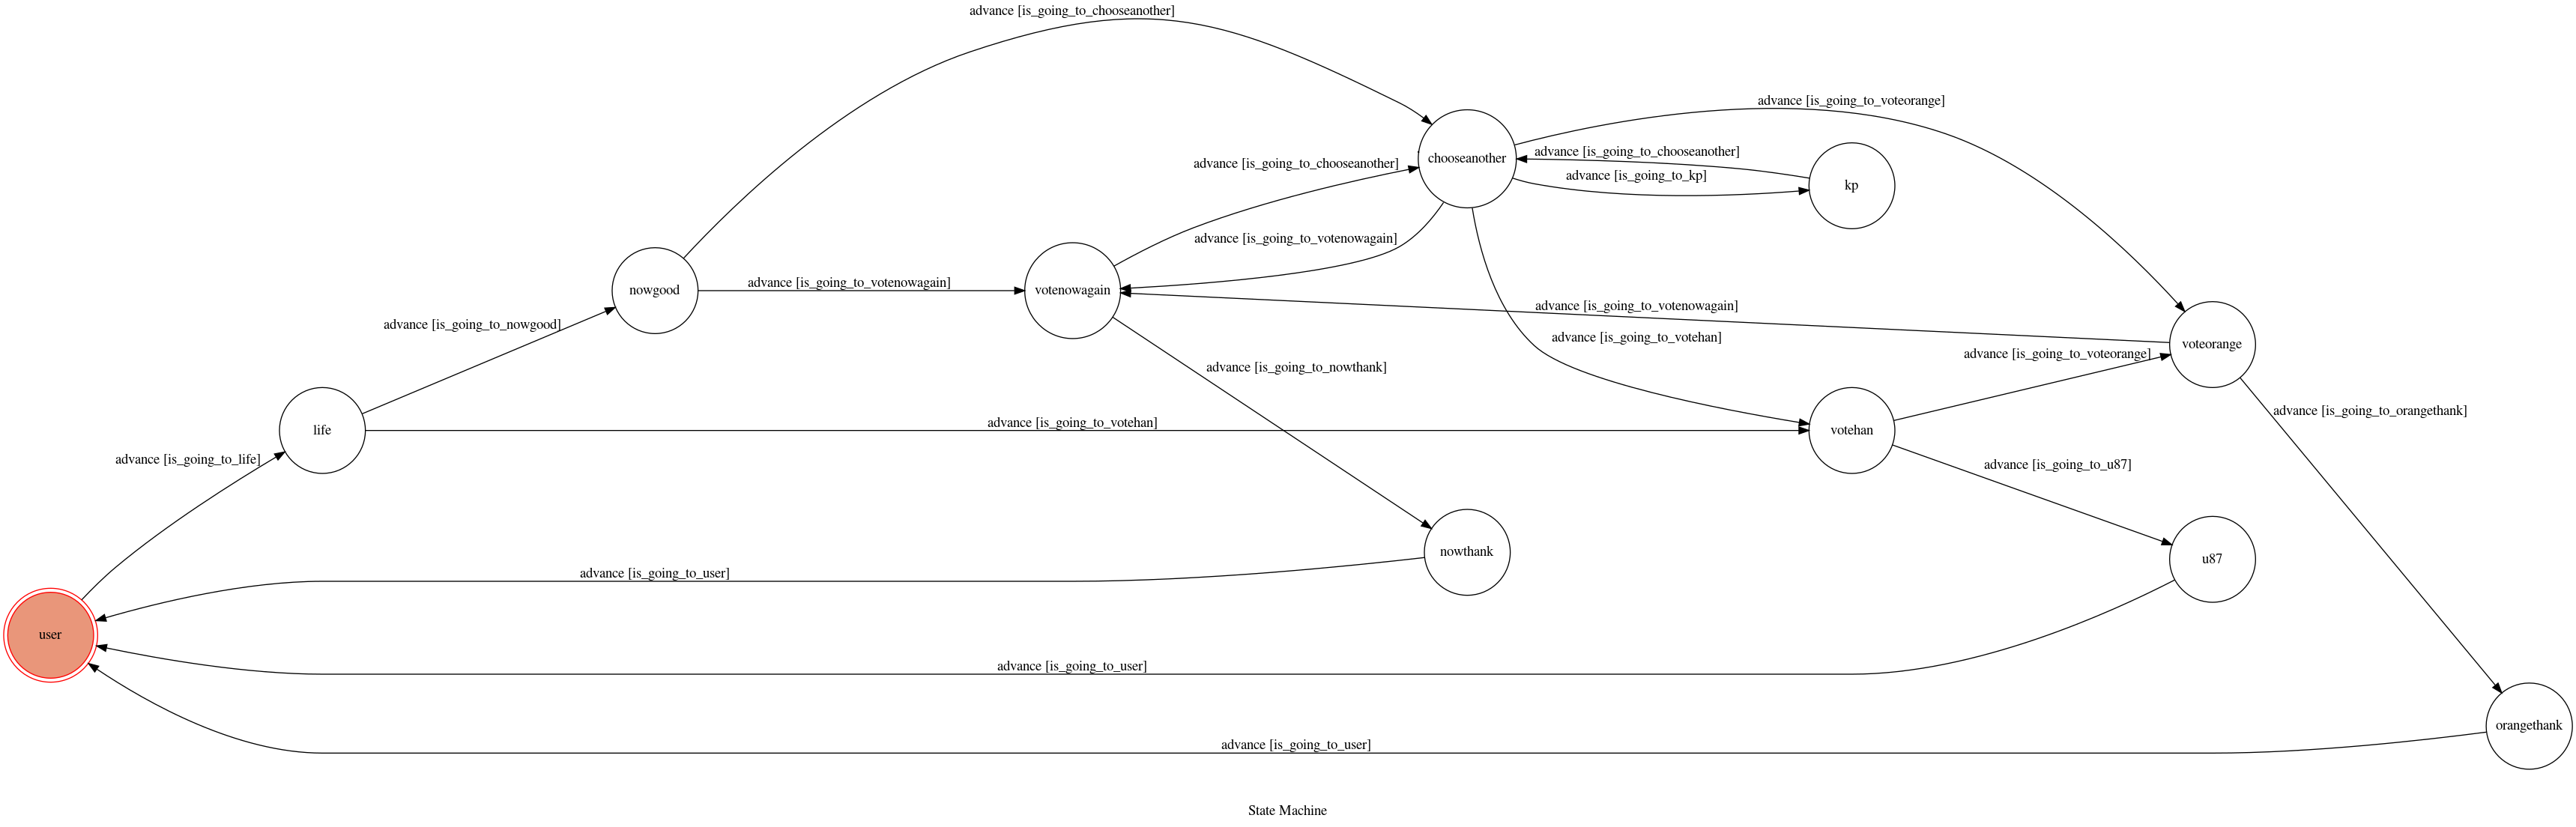 advance [is_going_to_chooseanother]
advance [is_going_to_voteorange]
advance [is_going_to_chooseanother]
chooseanother
advance [is_going_to_chooseanother]
advance [is_going_to_kp]
kp
advance [is_going_to_votenowagain]
nowgood
advance [is_going_to_votenowagain]
votenowagain
advance [is_going_to_votenowagain]
advance [is_going_to_nowgood]
advance [is_going_to_votehan]
voteorange
advance [is_going_to_voteorange]
advance [is_going_to_nowthank]
advance [is_going_to_orangethank]
life
advance [is_going_to_votehan]
votehan
advance [is_going_to_life]
advance [is_going_to_u87]
nowthank
u87
advance [is_going_to_user]
user
advance [is_going_to_user]
orangethank
advance [is_going_to_user]
State Machine